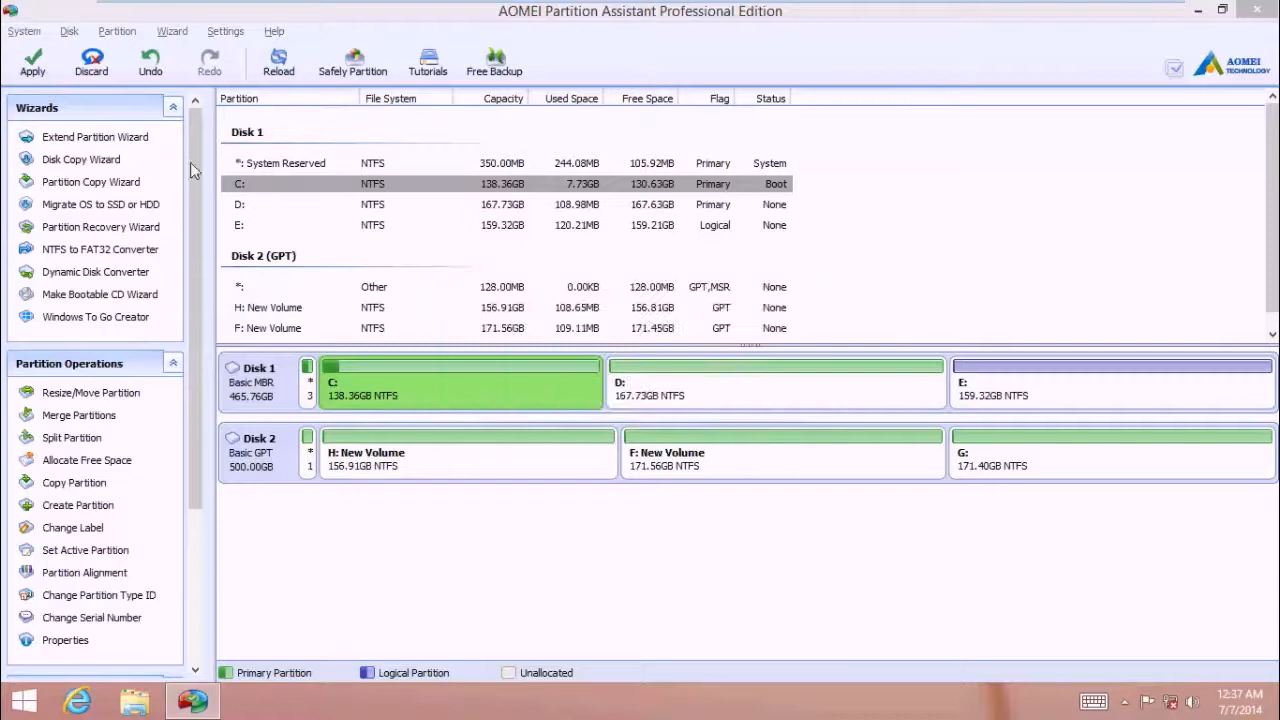 AOMEI Partition Assistant Professional Edition
System Disk Partition Wizard Settings Help
Apply Discard Undo Redo Reload Safely Partition Tutorials Free Backup
AOMEI
TECHNOLOGY
Wizards
Extend Partition Wizard
Disk Copy Wizard
Partition Copy Wizard
Migrate OS to SSD or HDD
Partition Recovery Wizard
NTFS to FAT32 Converter
Dynamic Disk Converter
Make Bootable CD Wizard
Windows To Go Creator
Partition Operations
Resize/Move Partition
Merge Partitions
Split Partition
Allocate Free Space
Copy Partition
Create Partition
Change Label
Set Active Partition
Partition Alignment
Change Partition Type ID
Change Serial Number
Properties
Partition File System Capacity Used Space Free Space Flag Status
Disk 1
*: System Reserved NTFS 350.00MB 244.08MB 105.92MB Primary System
C: NTFS 138.36GB 7.73GB 130.63GB Primary Boot
D: NTFS 167.73GB 108.98MB 167.63GB Primary None
E: NTFS 159.32GB 120.21MB 159.21GB Logical None
Disk 2 (GPT)
*: Other 128.00MB 0.00KB 128.00MB GPT,MSR None
H: New Volume NTFS 156.91GB 108.65MB 156.81GB GPT None
F: New Volume NTFS 171.56GB 109.11MB 171.45GB GPT None
Disk 1
Basic MBR
465.76GB
*
3
C:
138.36GB NTFS
D:
167.73GB NTFS
E:
159.32GB NTFS
Disk 2
Basic GPT
500.00GB
*
1
H: New Volume
156.91GB NTFS
F: New Volume
171.56GB NTFS
G:
171.40GB NTFS
Primary Partition Logical Partition Unallocated
12:37 AM
7/7/2014